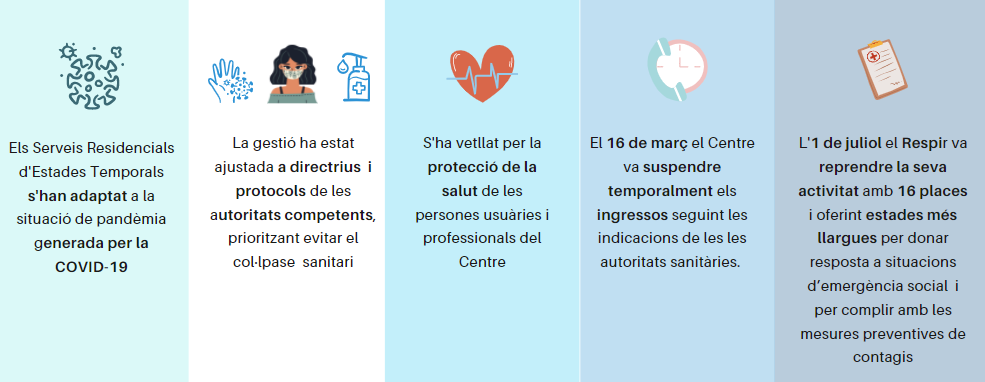 Els Serveis Residencials
d'Estades Temporals
s'han adaptat a la
situació de pandèmia
generada per la
COVID-19
La gestió ha estat
ajustada a directrius i
protocols de les
autoritats competents,
prioritzant evitar el
col·lpase sanitari
S'ha vetllat per la
protecció de la
salut de les
persones usuàries i
professionals del
Centre
El 16 de març el Centre
va suspendre
temporalment els
ingressos seguint les
indicacions de les les
autoritats sanitàries.
L'1 de juliol el Respir va
reprendre la seva
activitat amb 16 places
i oferint estades més
llargues per donar
resposta a situacions
d’emergència social i
per complir amb les
mesures preventives de
contagis